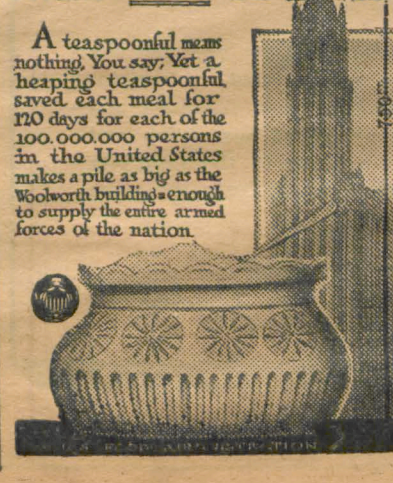 A teaspoonful means
nothing, You say; Yet a
heaping teaspoonful,
saved each meal for
120 days for each of the
100.000.000 persons
in the United States
makes a pile as big as the
Woolworth building=enough
to supply the entire armed
forces of the nation.